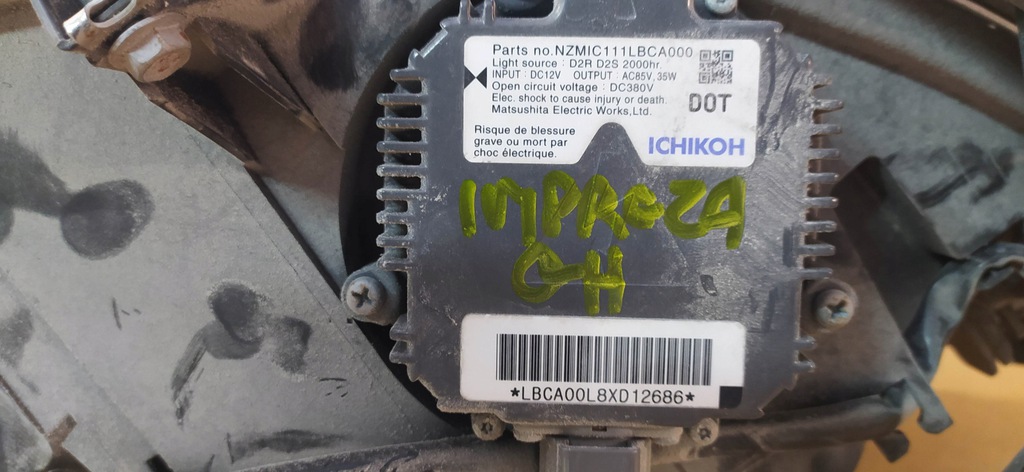 Parts no.NZMIC111LBCA000
Light source : D2R D2S 2000hr.
INPUT : DC12V OUTPUT : AC85V, 35W
Open circuit voltage : DC380V
Elec. shock to cause injury or death.
Matsushita Electric Works,Ltd.
DOT
Risque de blessure
grave ou mort par
choc électrique.
ICHIKOH
IMPREZA
GH
*LBCA00L8XD12686*